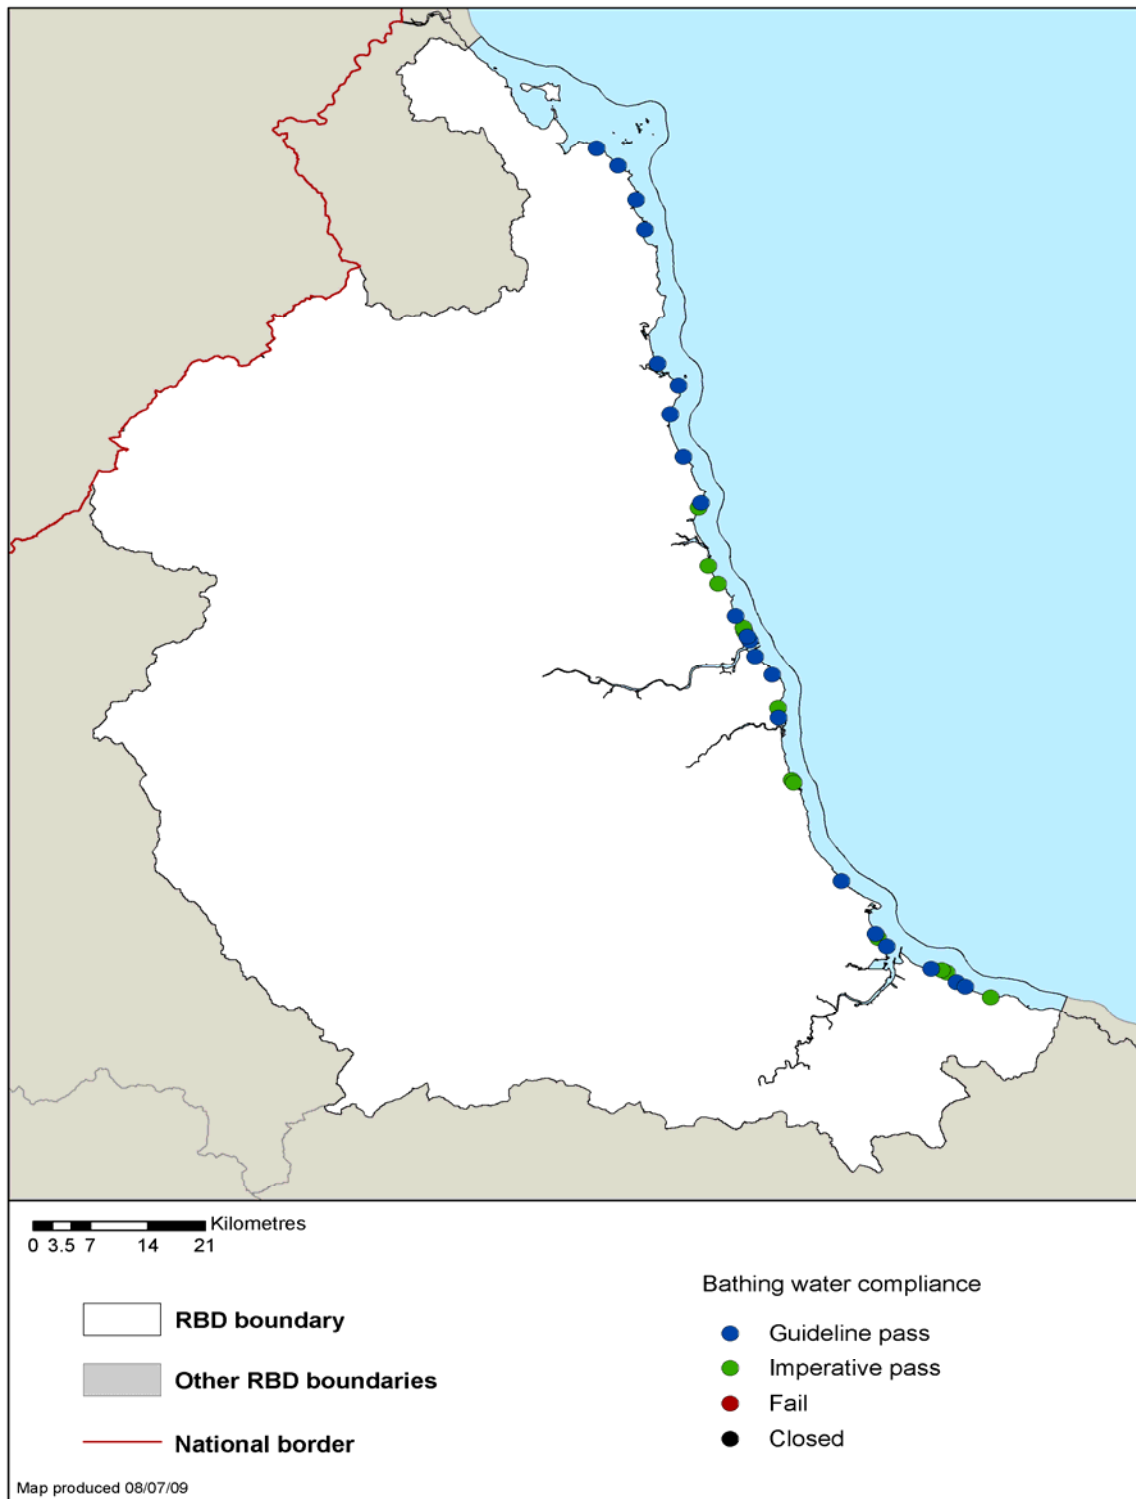 Kilometres
0 3.5 7 14 21
RBD boundary
Other RBD boundaries
National border
Bathing water compliance
Guideline pass
Imperative pass
Fail
Closed
Map produced 08/07/09